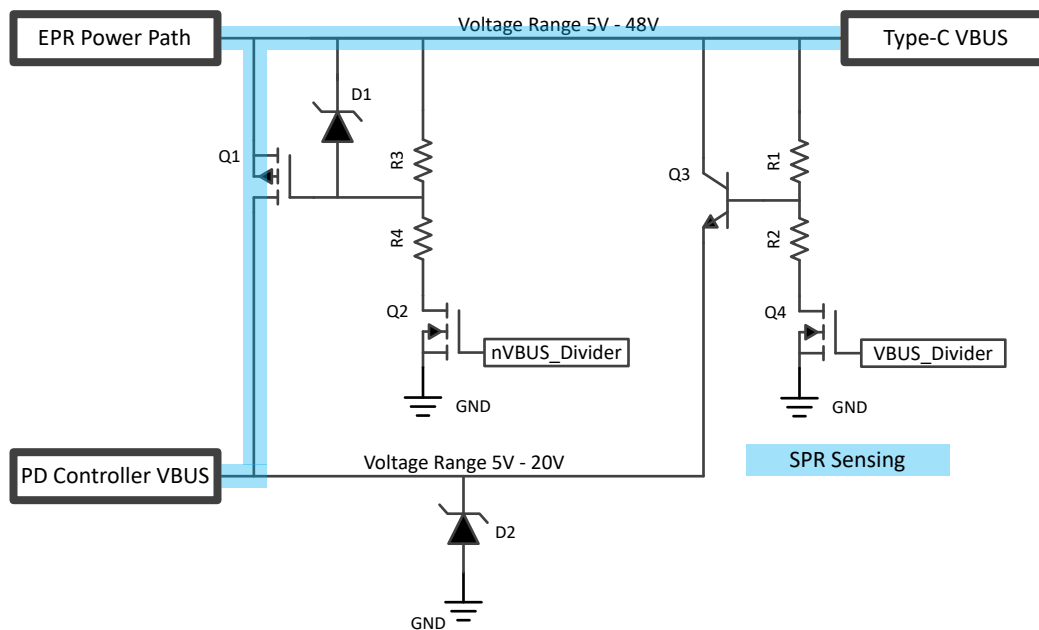 EPR Power Path
Voltage Range 5V - 48V
Type-C VBUS
D1
Q1
R3
Q3
R1
R4
R2
Q2
Q4
nVBUS_Divider
VBUS_Divider
GND
GND
PD Controller VBUS
Voltage Range 5V - 20V
SPR Sensing
D2
GND